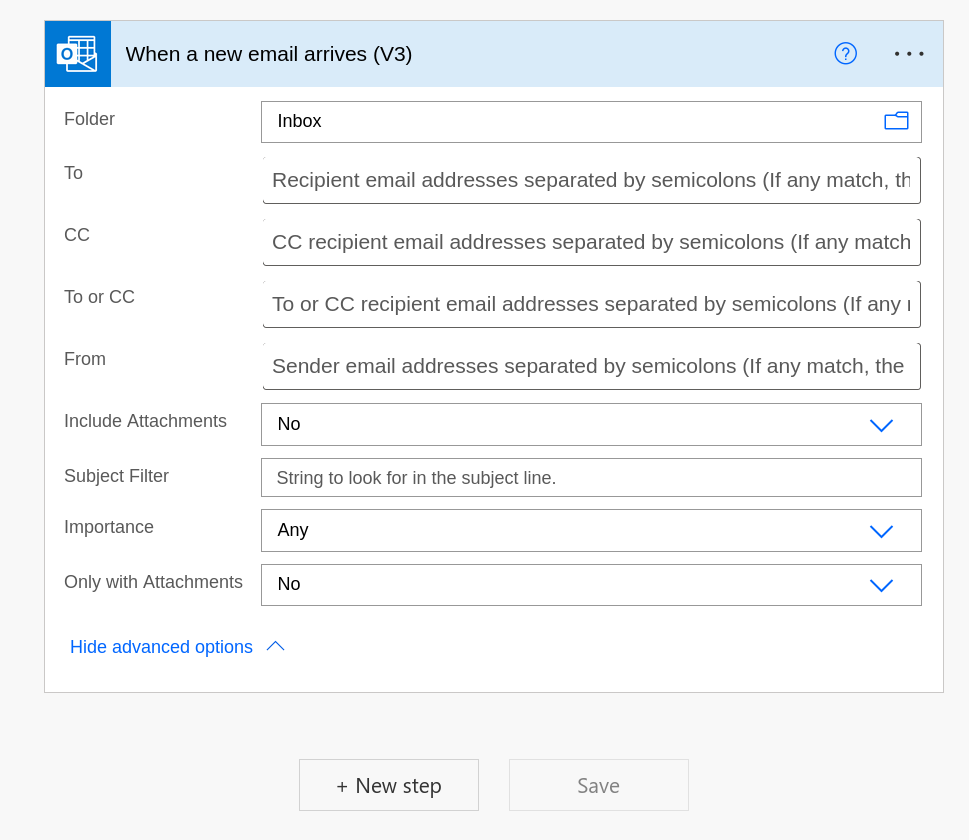 When a new email arrives (V3)
Folder
Inbox
To
Recipient email addresses separated by semicolons (If any match, th
CC
CC recipient email addresses separated by semicolons (If any match
To or CC
To or CC recipient email addresses separated by semicolons (If any
From
Sender email addresses separated by semicolons (If any match, the
Include Attachments
No
Subject Filter
String to look for in the subject line.
Importance
Any
Only with Attachments
No
Hide advanced options
+ New step
Save